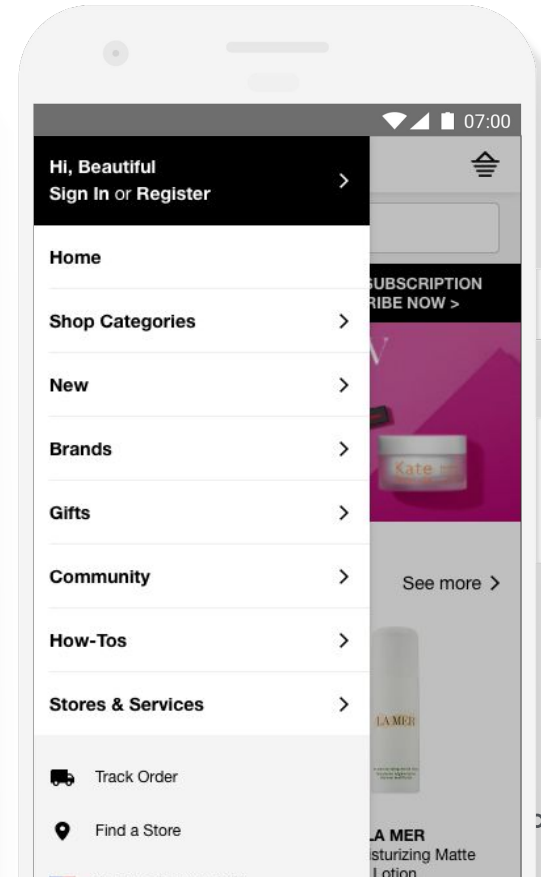 07:00
Hi, Beautiful
Sign In or Register
Home
SUBSCRIPTION
RIBE NOW >
Shop Categories
New
Brands
Kate
Gifts
Community
See more
How-Tos
Stores & Services
LA MER
Track Order
Find a Store
LA MER
isturizing Matte
Lotion